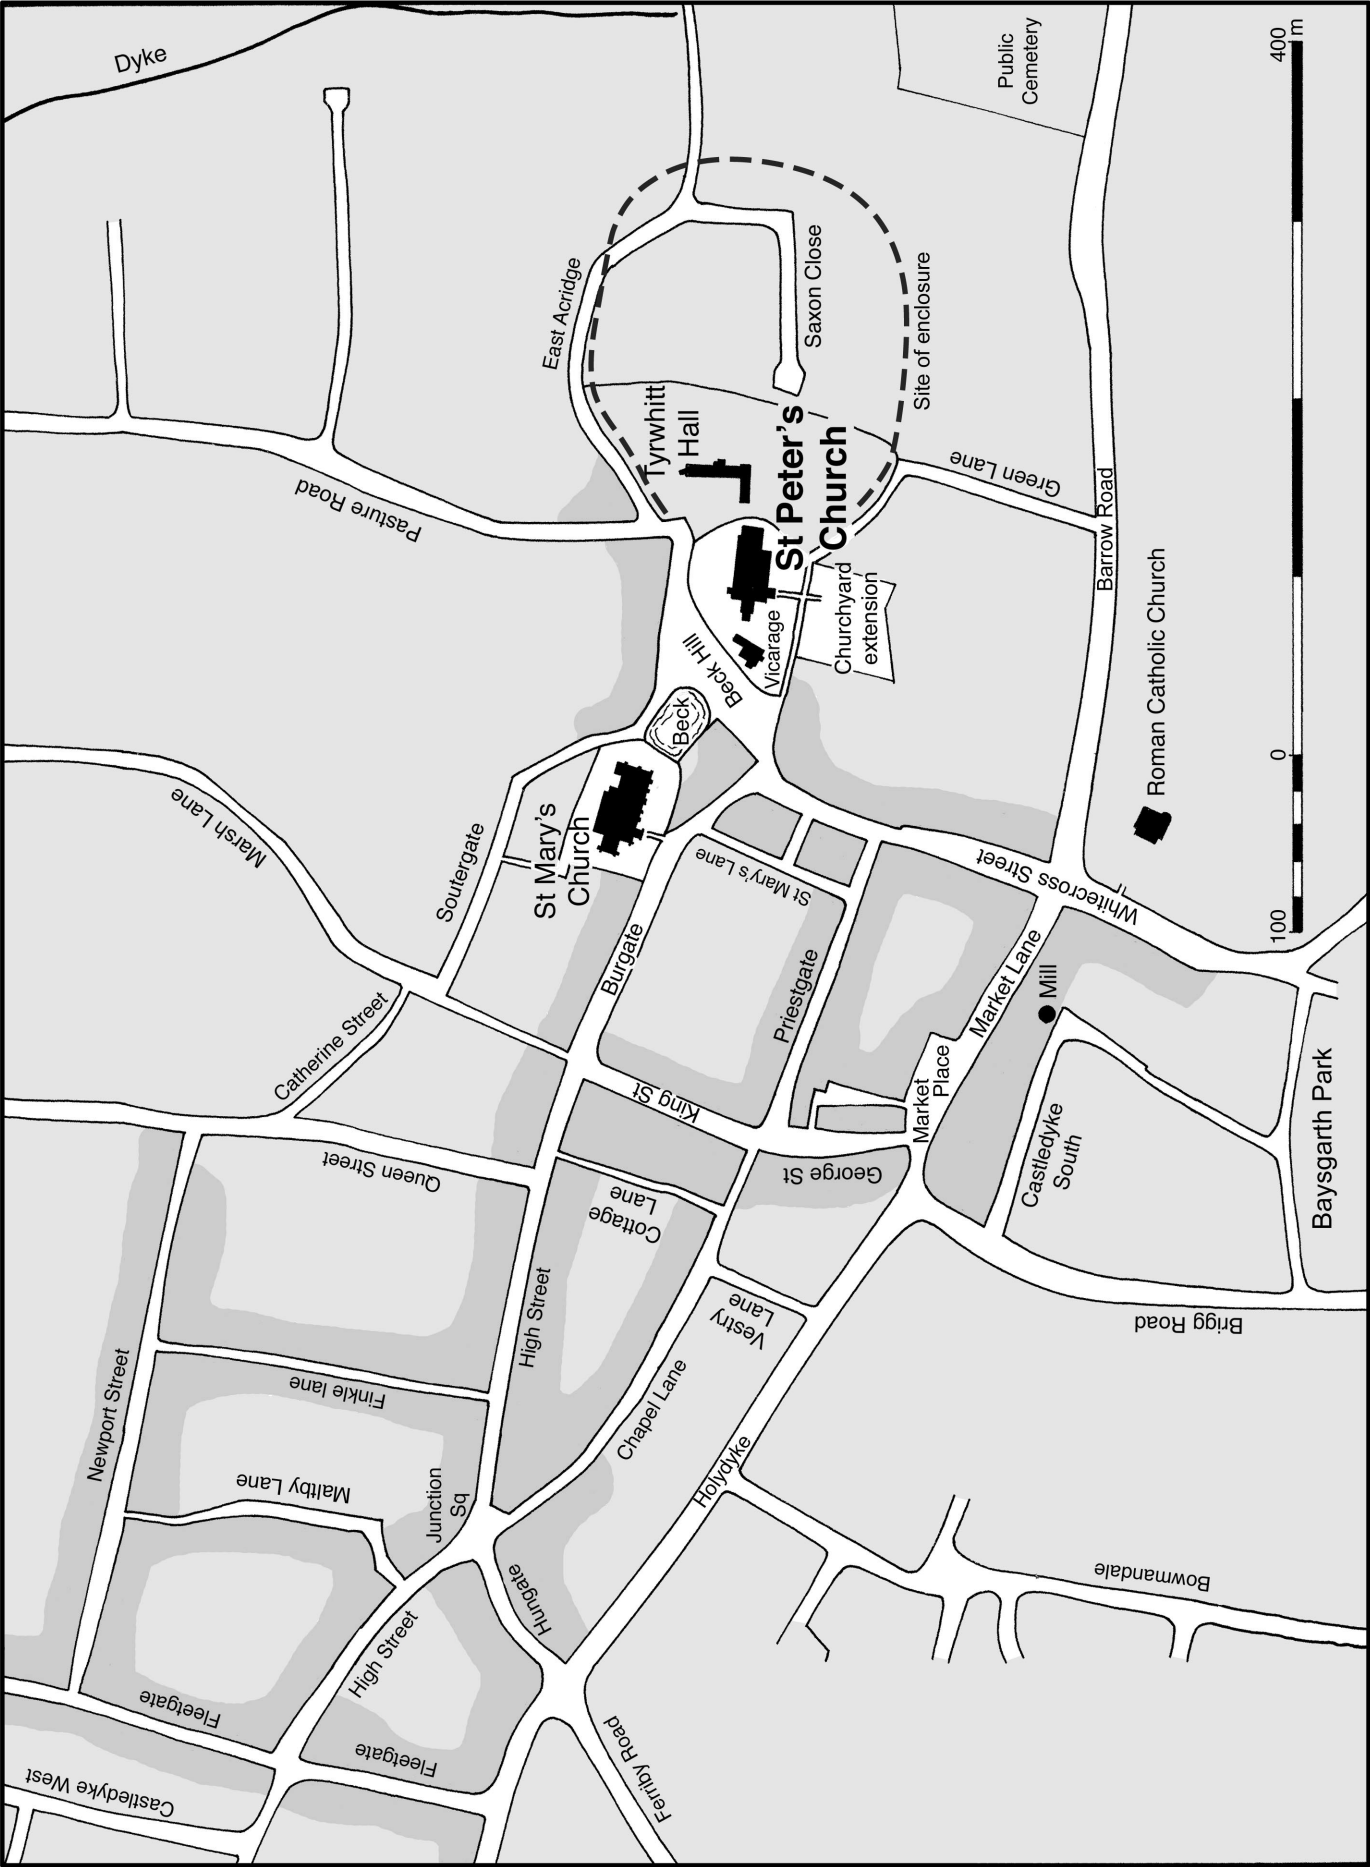 Dyke
Public
Cemetery
400
m
East Acridge
Saxon Close
Site of enclosure
Tyrwhitt
Hall
St Peter's
Church
Green Lane
Pasture Road
Barrow Road
Churchyard
extension
Vicarage
Beck Hill
Beck
Roman Catholic Church
0
Marsh Lane
Soutergate
St Mary's
Church
St Mary's Lane
Whitecross Street
100
Burgate
Priestgate
Market Lane
Mill
Catherine Street
King St
Market
Place
Castledyke
South
Baysgarth Park
Queen Street
Cottage
Lane
George St
High Street
Vestry
Lane
Brigg Road
Newport Street
Finkle lane
Chapel Lane
Holydyke
Maltby Lane
Junction
Sq
Hungate
Bowmandale
High Street
Fleetgate
Fleetgate
Ferriby Road
Castledyke West